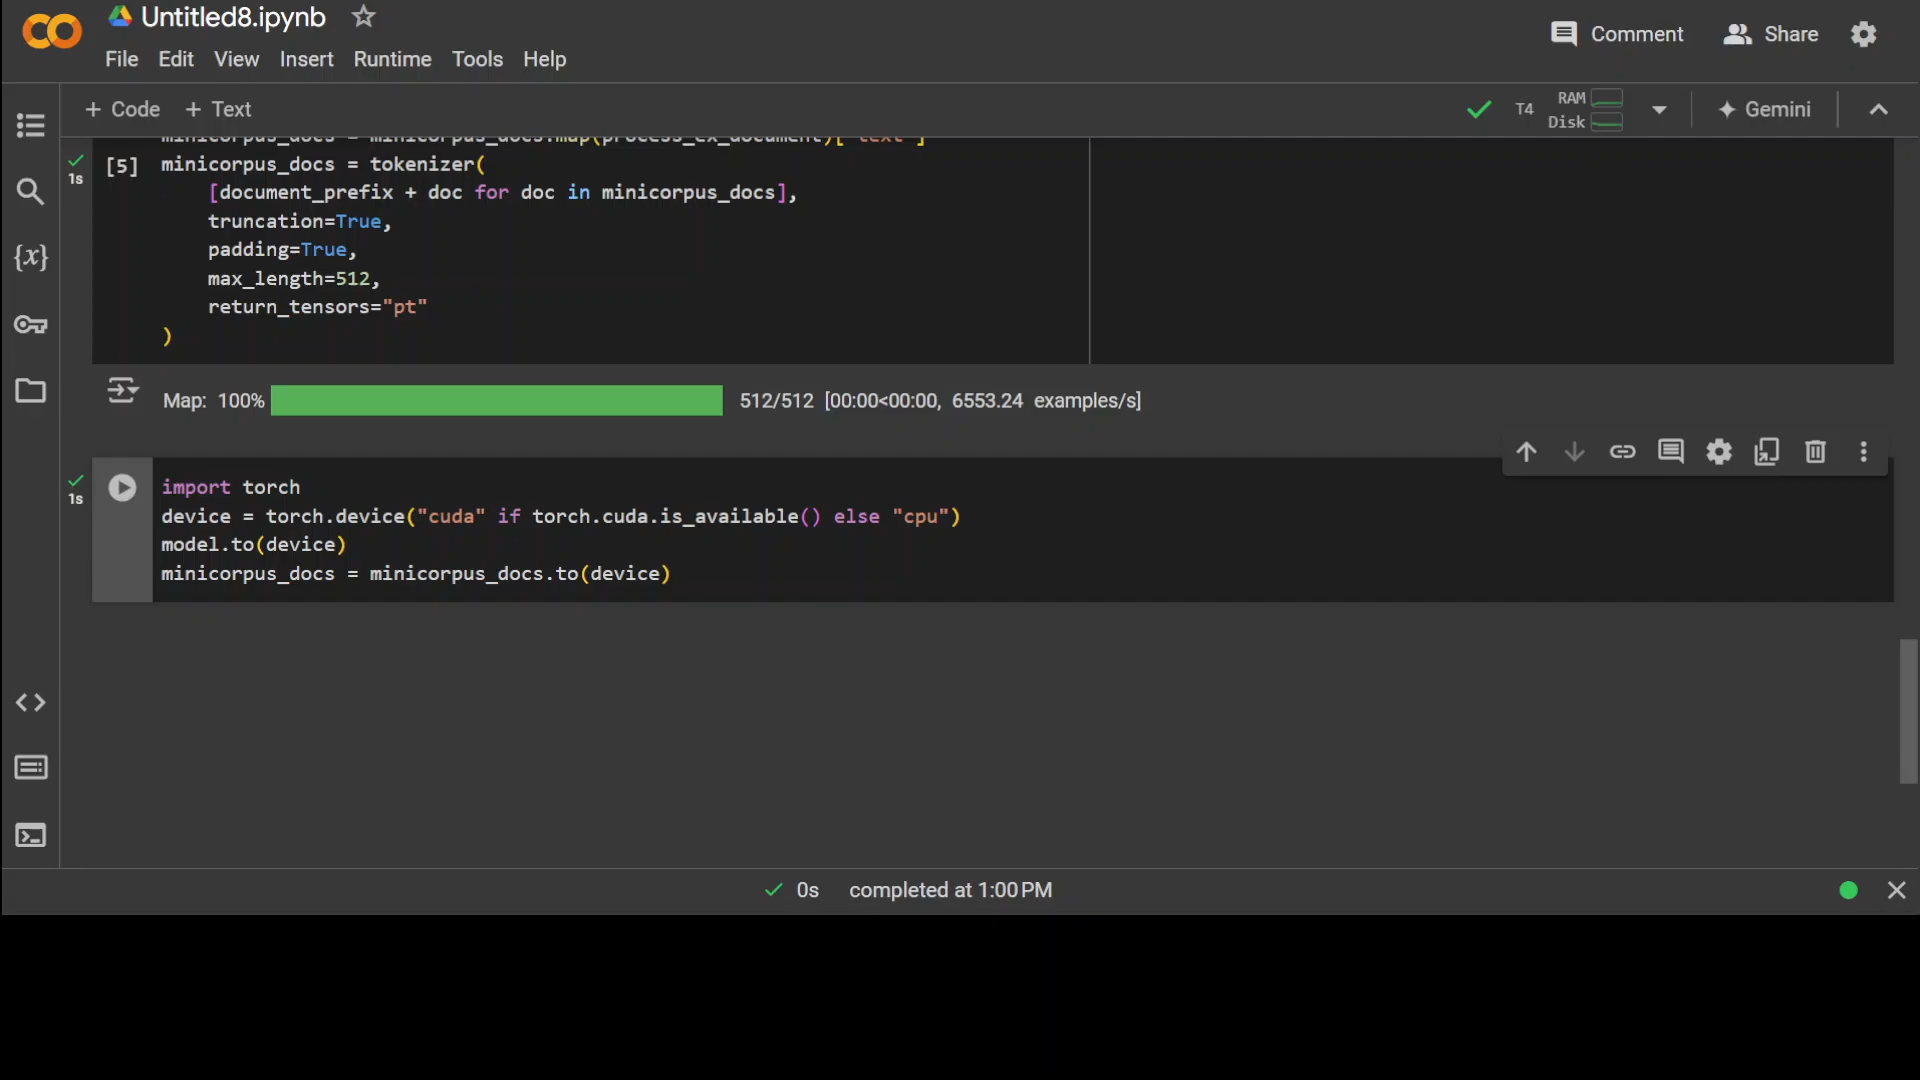 Untitled8.ipynb
Comment
Share
File Edit View Insert Runtime Tools Help
+ Code + Text
T4
RAM
Disk
Gemini
minicorpus_docs = minicorpus_docs.map(process_ex_document)["text"]
1s
[5]
minicorpus_docs = tokenizer(
[document_prefix + doc for doc in minicorpus_docs],
truncation=True,
padding=True,
max_length=512,
return_tensors="pt"
)
{x}
Map: 100% 512/512 [00:00<00:00, 6553.24 examples/s]
1s
import torch
device = torch.device("cuda" if torch.cuda.is_available() else "cpu")
model.to(device)
minicorpus_docs = minicorpus_docs.to(device)
0s completed at 1:00 PM